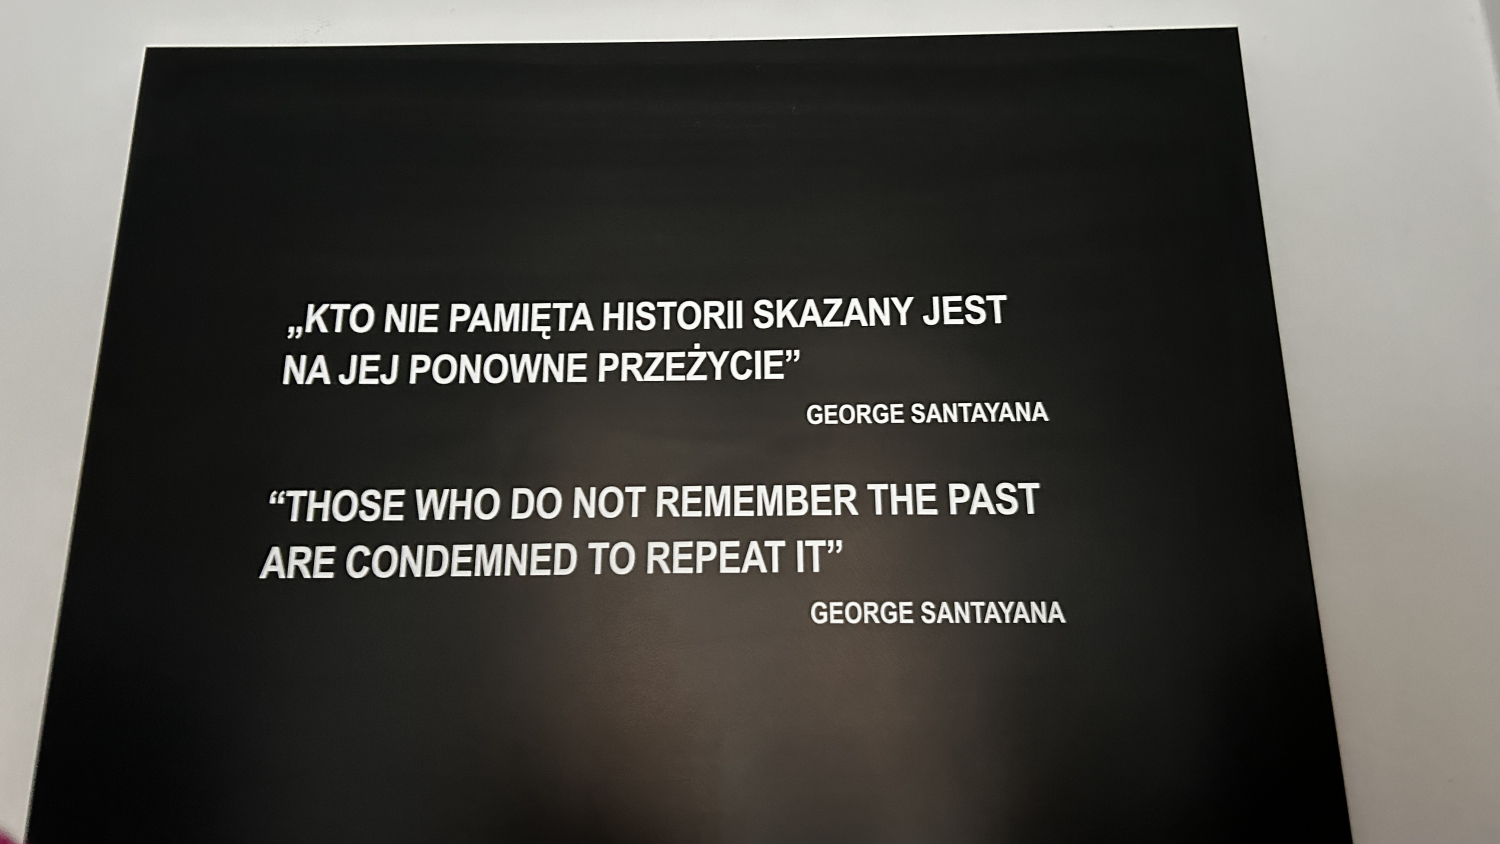 „KTO NIE PAMIĘTA HISTORII SKAZANY JEST
NA JEJ PONOWNE PRZEŻYCIE”
GEORGE SANTAYANA
“THOSE WHO DO NOT REMEMBER THE PAST
ARE CONDEMNED TO REPEAT IT”
GEORGE SANTAYANA